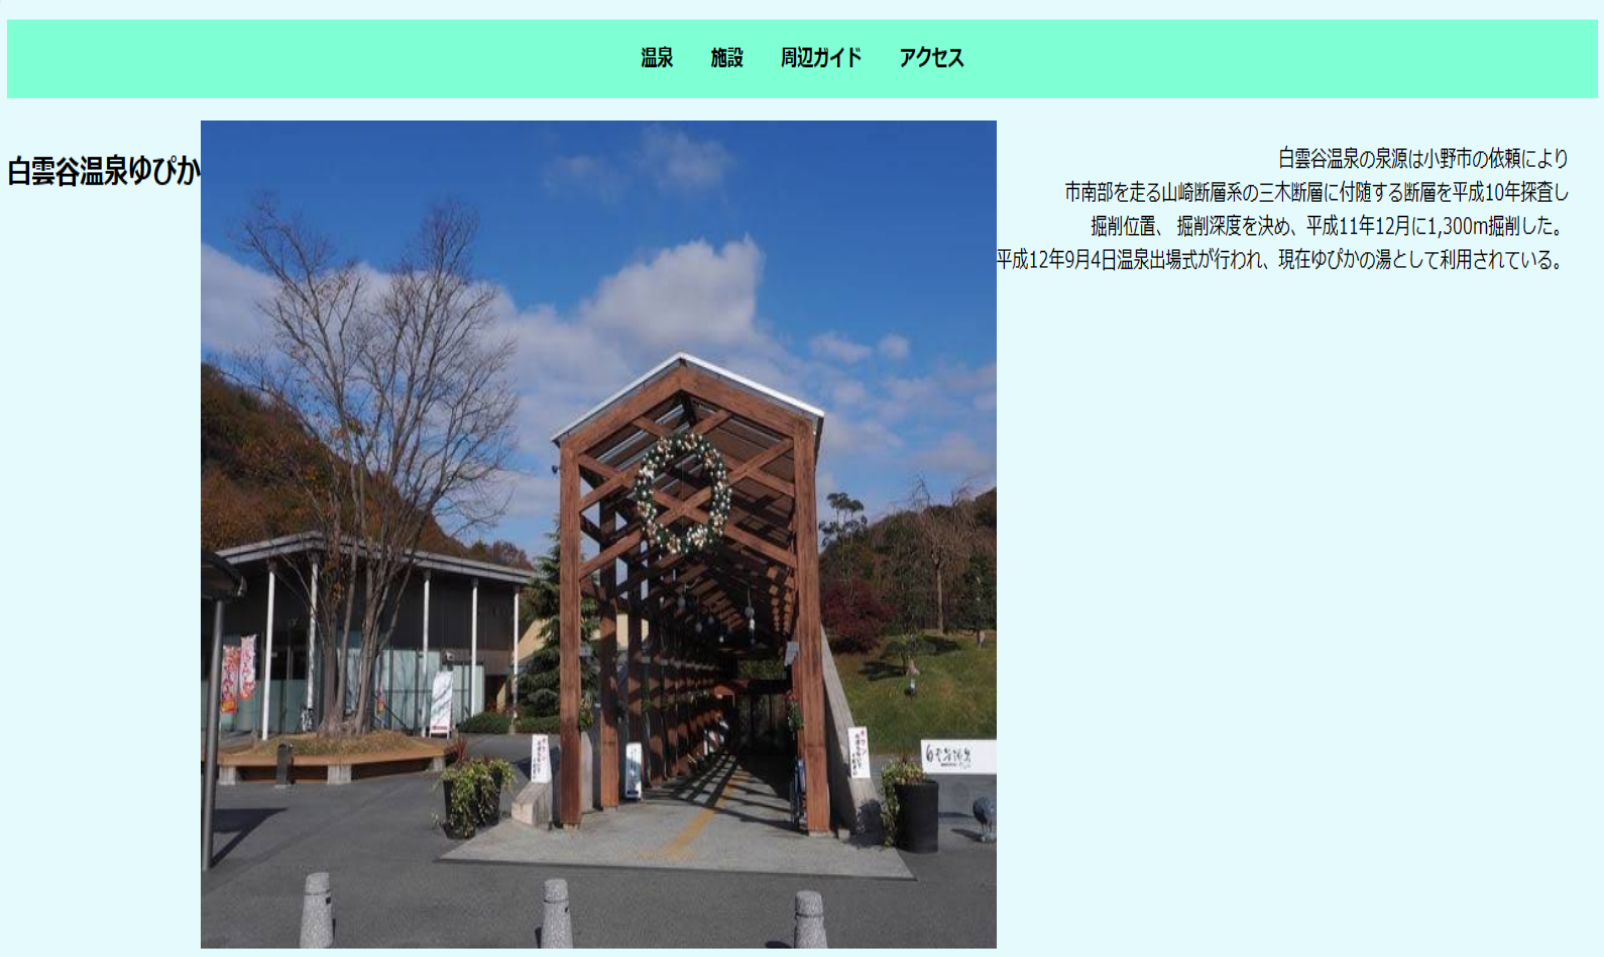 温泉 施設 周辺ガイド アクセス
白雲谷温泉ゆぴか
白雲谷温泉の泉源は小野市の依頼により
市南部を走る山崎断層系の三木断層に付随する断層を平成10年探査し
掘削位置、 掘削深度を決め、平成11年12月に1,300m掘削した。
平成12年9月4日温泉出場式が行われ、現在ゆぴかの湯として利用されている。
白雲谷温泉